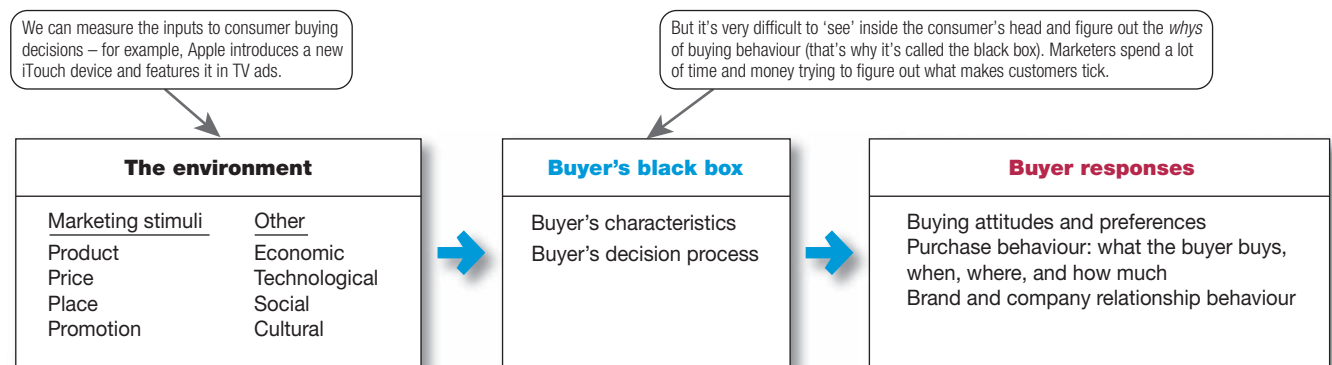 We can measure the inputs to consumer buying
decisions – for example, Apple introduces a new
iTouch device and features it in TV ads.
But it’s very difficult to ‘see’ inside the consumer’s head and figure out the whys
of buying behaviour (that’s why it’s called the black box). Marketers spend a lot
of time and money trying to figure out what makes customers tick.
The environment
Marketing stimuli
Product
Price
Place
Promotion
Other
Economic
Technological
Social
Cultural
Buyer’s black box
Buyer’s characteristics
Buyer’s decision process
Buyer responses
Buying attitudes and preferences
Purchase behaviour: what the buyer buys,
when, where, and how much
Brand and company relationship behaviour